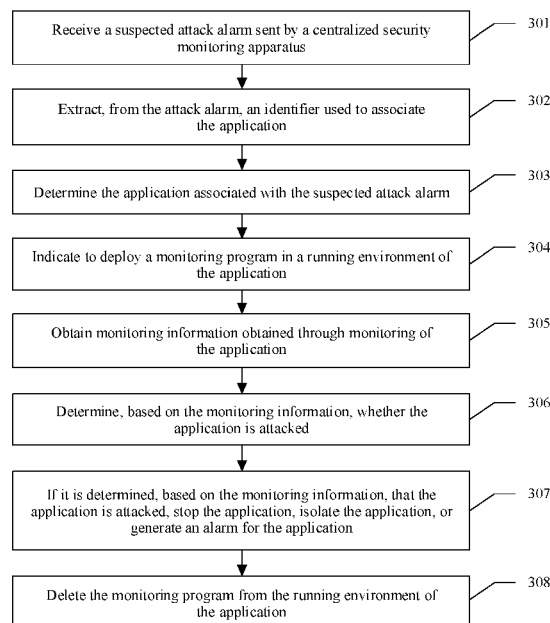 Receive a suspected attack alarm sent by a centralized security
monitoring apparatus
301
Extract, from the attack alarm, an identifier used to associate
the application
302
Determine the application associated with the suspected attack alarm
303
Indicate to deploy a monitoring program in a running environment of
the application
304
Obtain monitoring information obtained through monitoring of
the application
305
Determine, based on the monitoring information, whether the
application is attacked
306
If it is determined, based on the monitoring information, that the
application is attacked, stop the application, isolate the application, or
generate an alarm for the application
307
Delete the monitoring program from the running environment of
the application
308